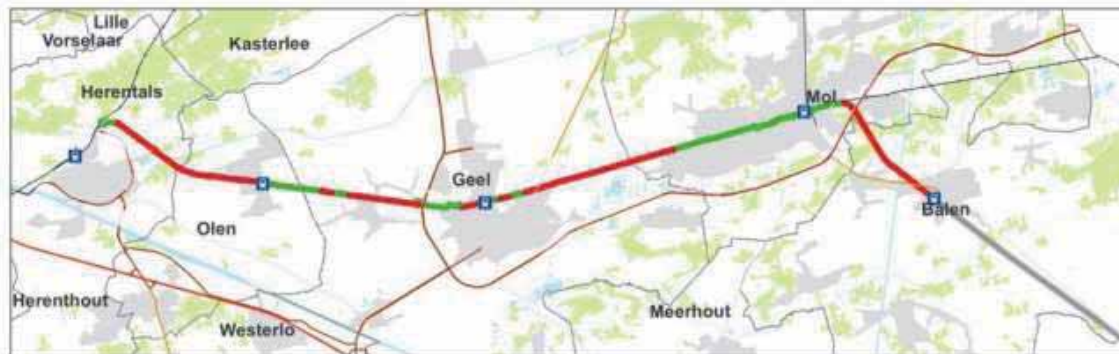 Lille
Vorselaar
Kasterlee
Herentals
Mol
Geel
Balen
Olen
Herenthout
Meerhout
Westerlo